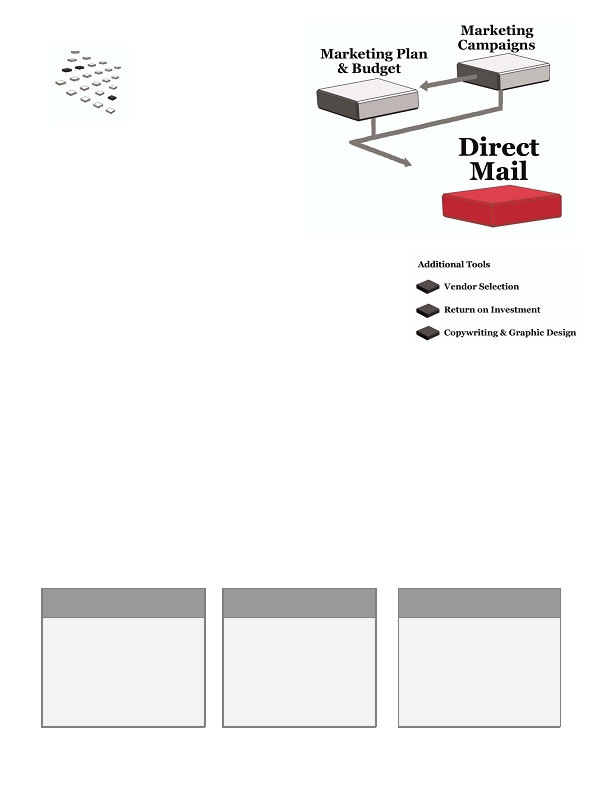 Marketing
Campaigns
Marketing Plan
& Budget
Direct
Mail
Additional Tools
Vendor Selection
Return on Investment
Copywriting & Graphic Design